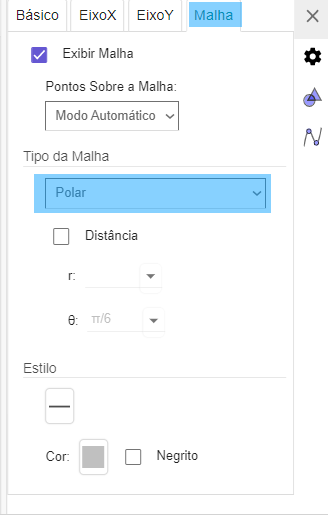 Básico EixoX EixoY Malha
Exibir Malha
Pontos Sobre a Malha:
Modo Automático
Tipo da Malha
Polar
Distância
r:
θ: π/6
Estilo
Cor: Negrito